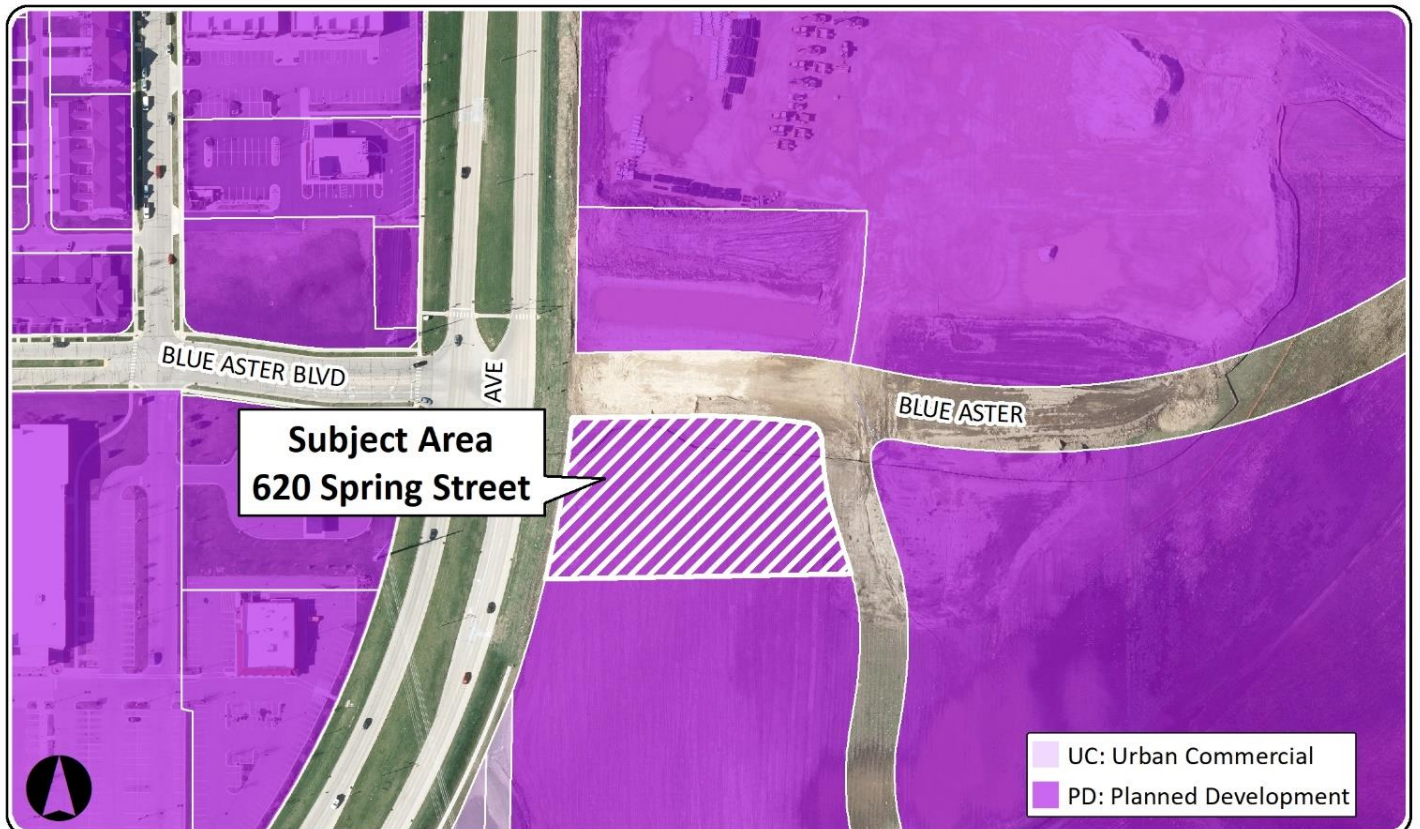 BLUE ASTER BLVD
AVE
BLUE ASTER
Subject Area
620 Spring Street
UC: Urban Commercial
PD: Planned Development